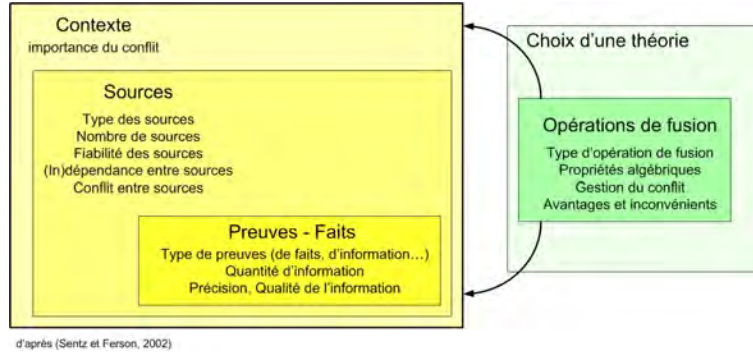 Contexte
importance du conflit
Sources
Type des sources
Nombre de sources
Fiabilité des sources
(In)dépendance entre sources
Conflit entre sources
Preuves - Faits
Type de preuves (de faits, d'information...)
Quantité d'information
Précision, Qualité de l'information
Choix d'une théorie
Opérations de fusion
Type d'opération de fusion
Propriétés algébriques
Gestion du conflit
Avantages et inconvénients
d'après (Sentz et Ferson, 2002)